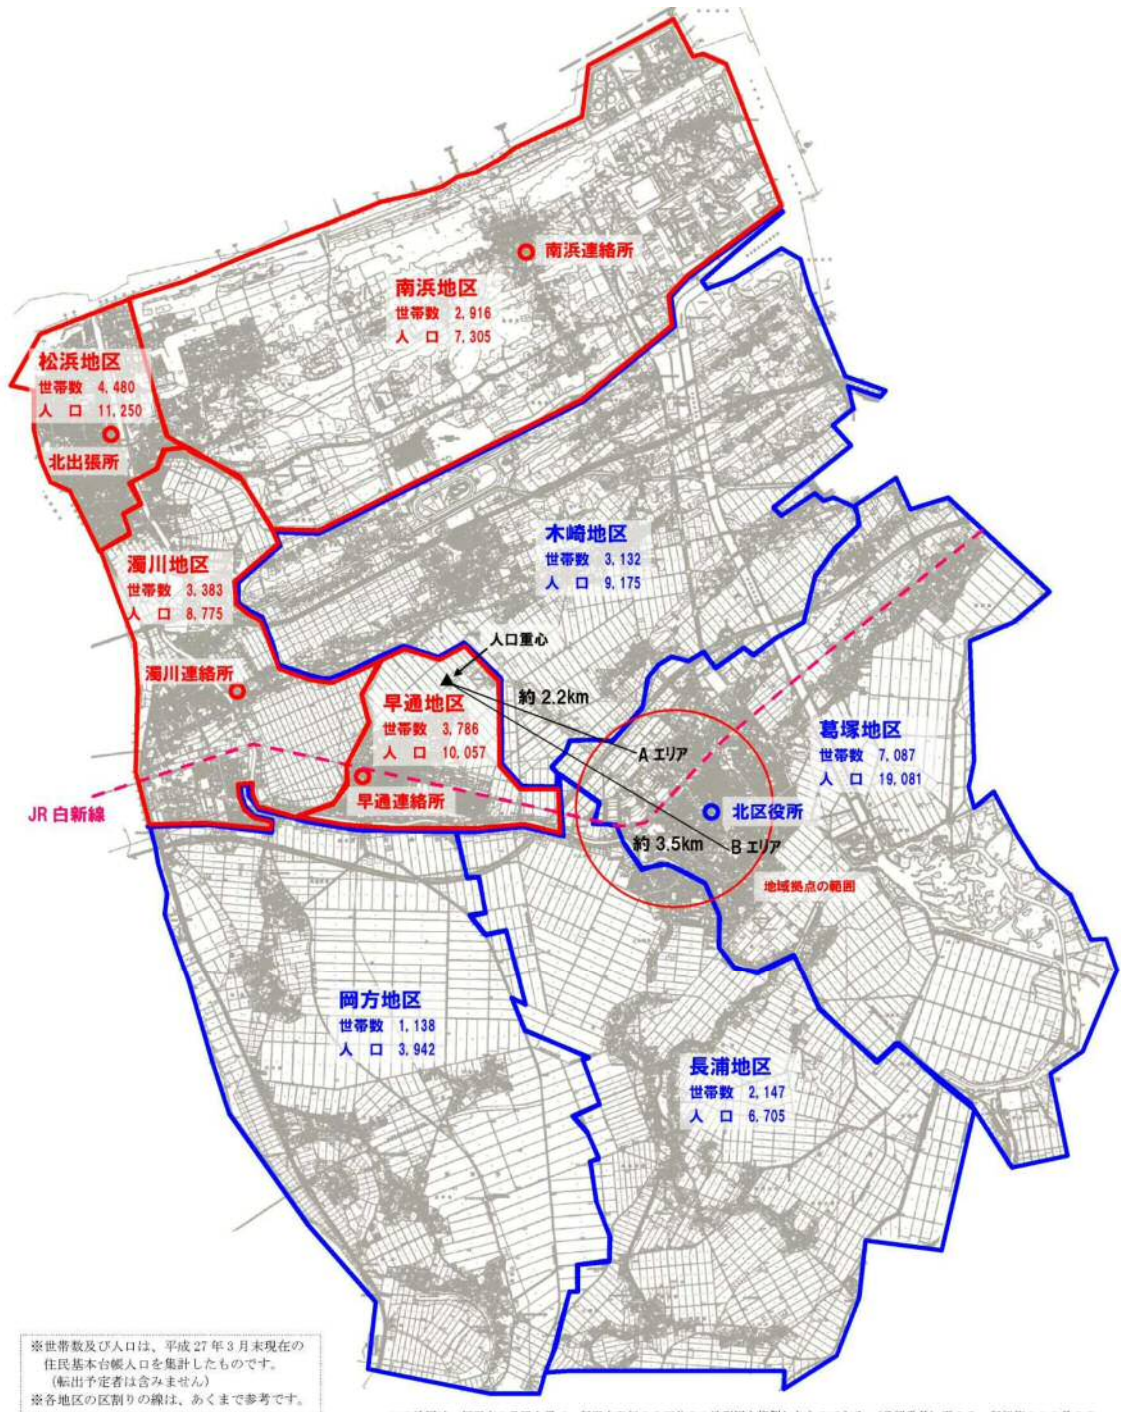 南浜連絡所
南浜地区
世帯数 2,916
人口 7,305
松浜地区
世帯数 4,480
人口 11,250
北出張所
木崎地区
世帯数 3,132
人口 9,175
濁川地区
世帯数 3,383
人口 8,775
人口重心
濁川連絡所
約 2.2km
早通地区
世帯数 3,786
人口 10,057
葛塚地区
世帯数 7,087
人口 19,081
A エリア
早通連絡所
JR 白新線
北区役所
約 3.5km
B エリア
地域拠点の範囲
岡方地区
世帯数 1,138
人口 3,942
長浦地区
世帯数 2,147
人口 6,705
※世帯数及び人口は、平成 27 年 3 月末現在の
住民基本台帳人口を集計したものです。
(転出予定者は含みません)
※各地区の区割りの線は、あくまで参考です。